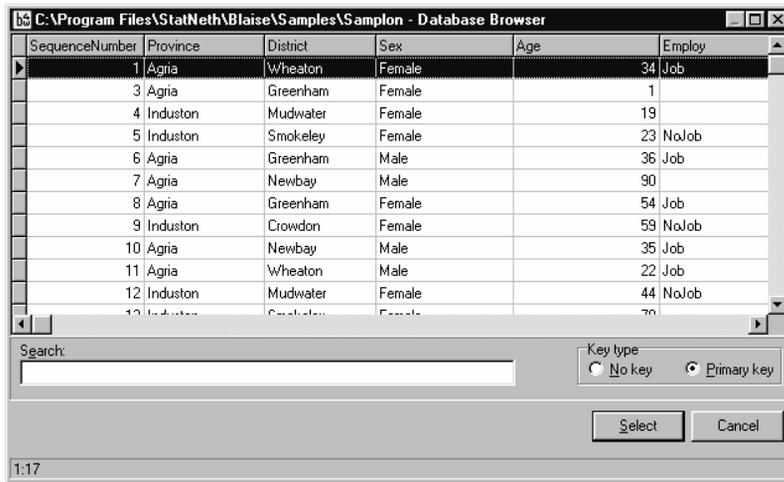 C:\Program Files\StatNeth\Blaise\Samples\Samplon - Database Browser
SequenceNumber Province District Sex Age Employ
1 Agria Wheaton Female 34 Job
3 Agria Greenham Female 1
4 Induston Mudwater Female 19
5 Induston Smokeley Female 23 NoJob
6 Agria Greenham Male 36 Job
7 Agria Newbay Male 90
8 Agria Greenham Female 54 Job
9 Induston Crowdon Female 59 NoJob
10 Agria Newbay Male 35 Job
11 Agria Wheaton Male 22 Job
12 Induston Mudwater Female 44 NoJob
Search:
Key type
No key Primary key
Select Cancel
1:17